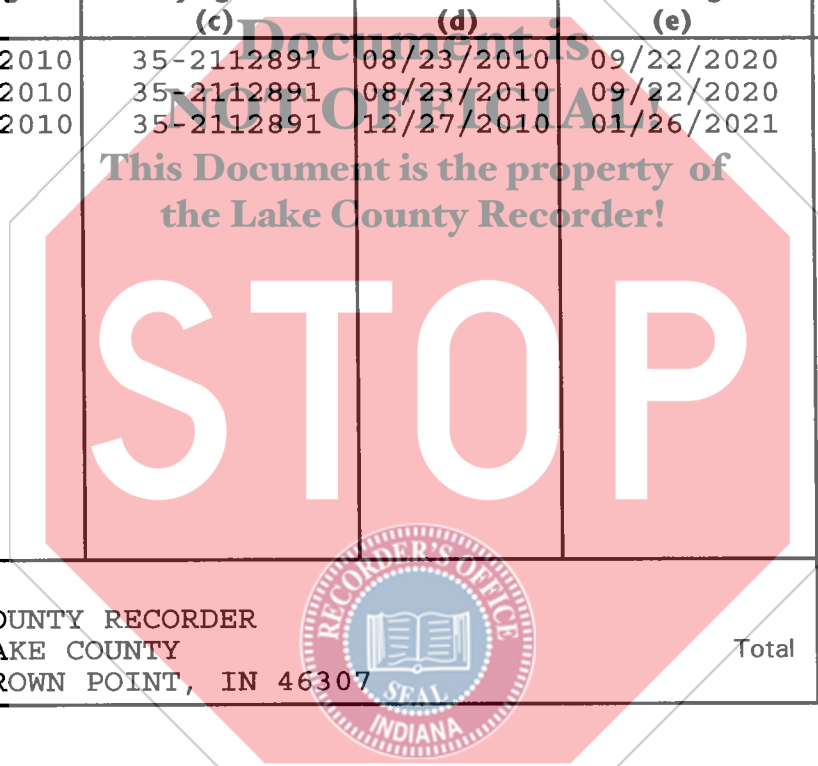 (c) (d) (e)
Document is
2010 35-2112891 08/23/2010 09/22/2020
2010 35-2112891 08/23/2010 09/22/2020
NOT OFFICIAL!
2010 35-2112891 12/27/2010 01/26/2021
This Document is the property of
the Lake County Recorder!
STOP
RECORDER'S OFFICE
OUNTY RECORDER
AKE COUNTY Total
ROWN POINT, IN 46307
SEAL
INDIANA